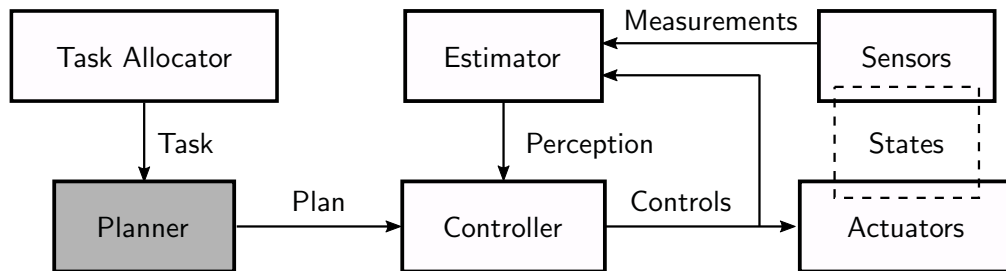 Measurements
Task Allocator
Estimator
Sensors
Task
Perception
States
Plan
Controls
Planner
Controller
Actuators